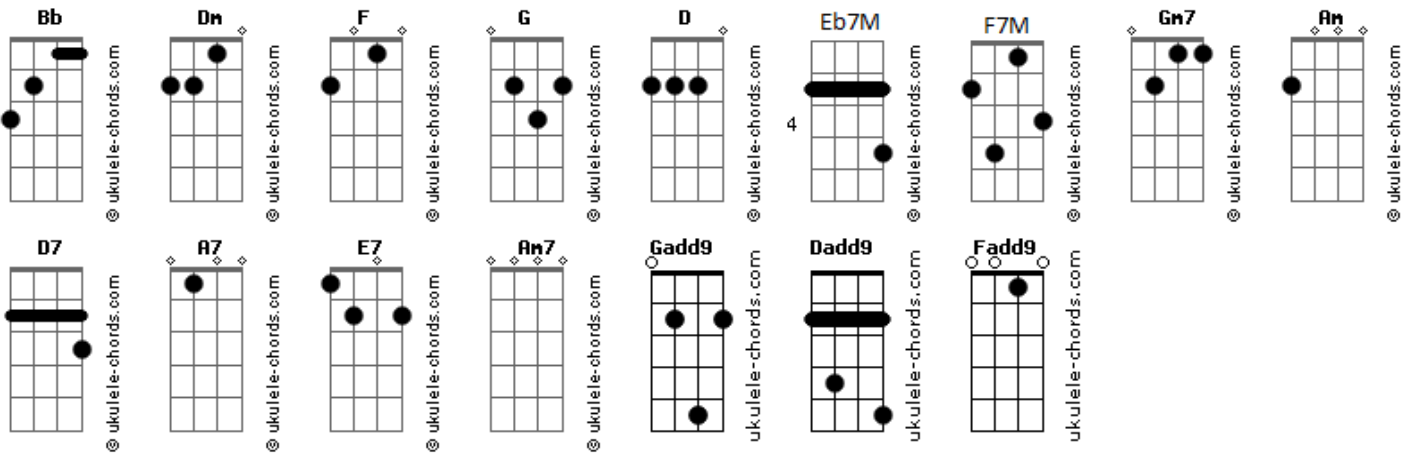 Bb Dm F G D Eb7M F7M Gm7 Am
© ukulele-chords.com © ukulele-chords.com © ukulele-chords.com © ukulele-chords.com © ukulele-chords.com © ukulele-chords.com © ukulele-chords.com © ukulele-chords.com © ukulele-chords.com
4
D7 A7 E7 Am7 Gadd9 Dadd9 Fadd9
© ukulele-chords.com © ukulele-chords.com © ukulele-chords.com © ukulele-chords.com ukulele-chords.com ukulele-chords.com ukulele-chords.com